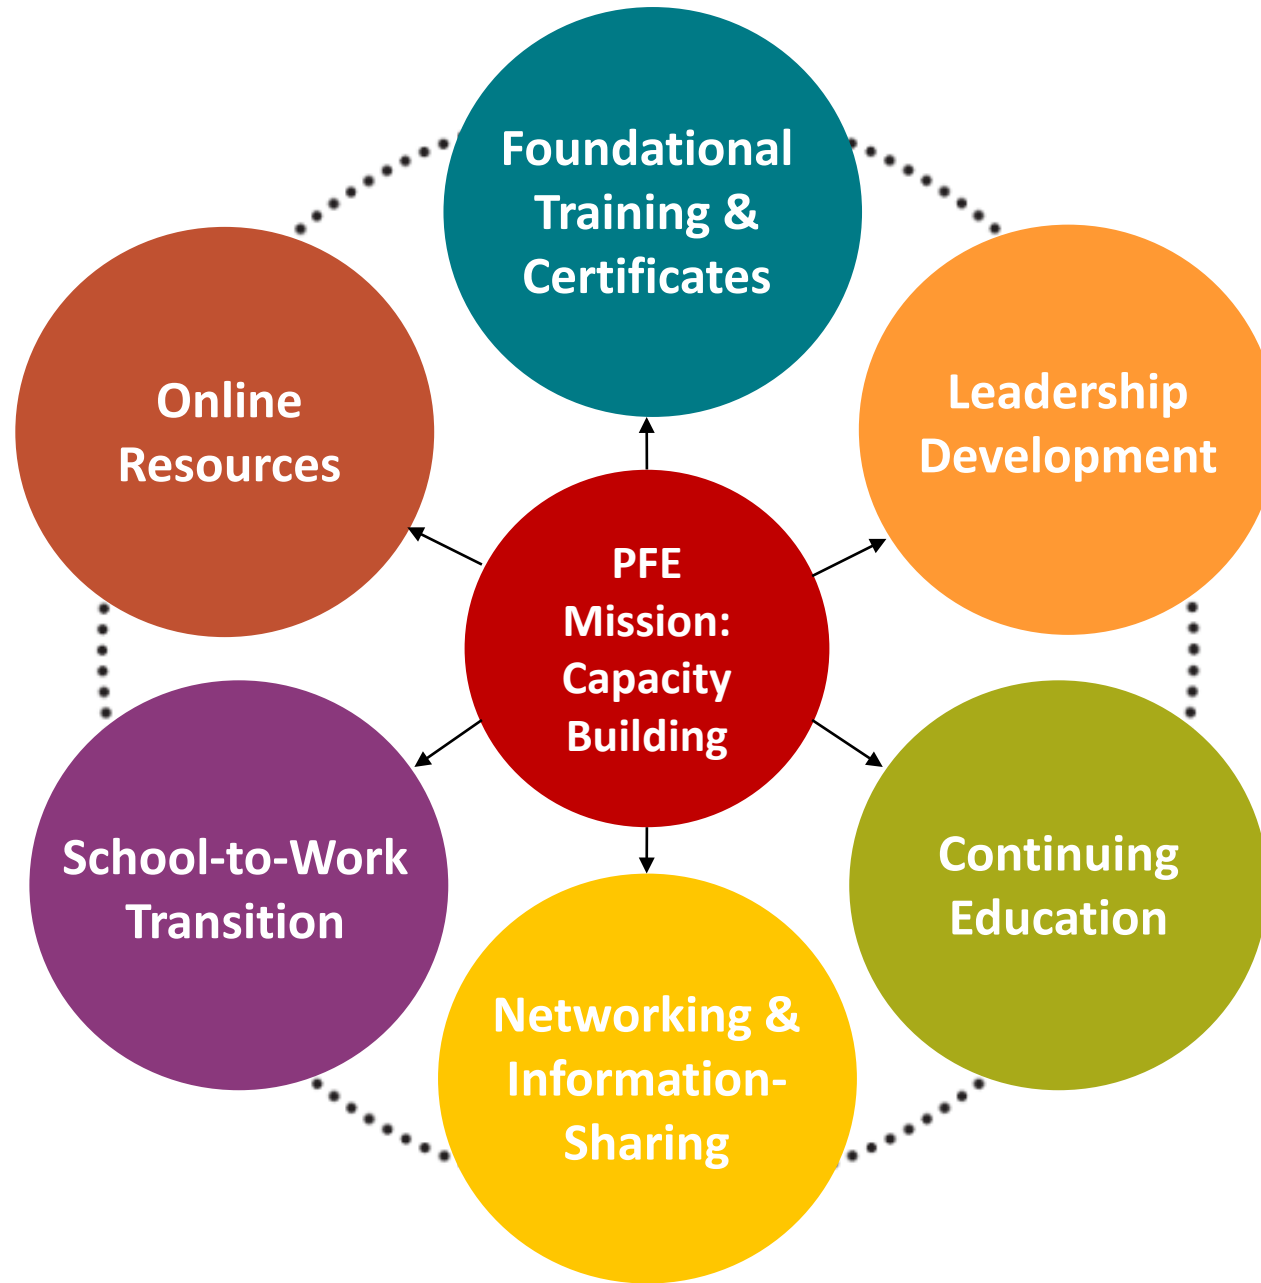 Foundational
Training &
Certificates
Leadership
Development
Continuing
Education
Networking &
Information-
Sharing
School-to-Work
Transition
Online
Resources
PFE
Mission:
Capacity
Building